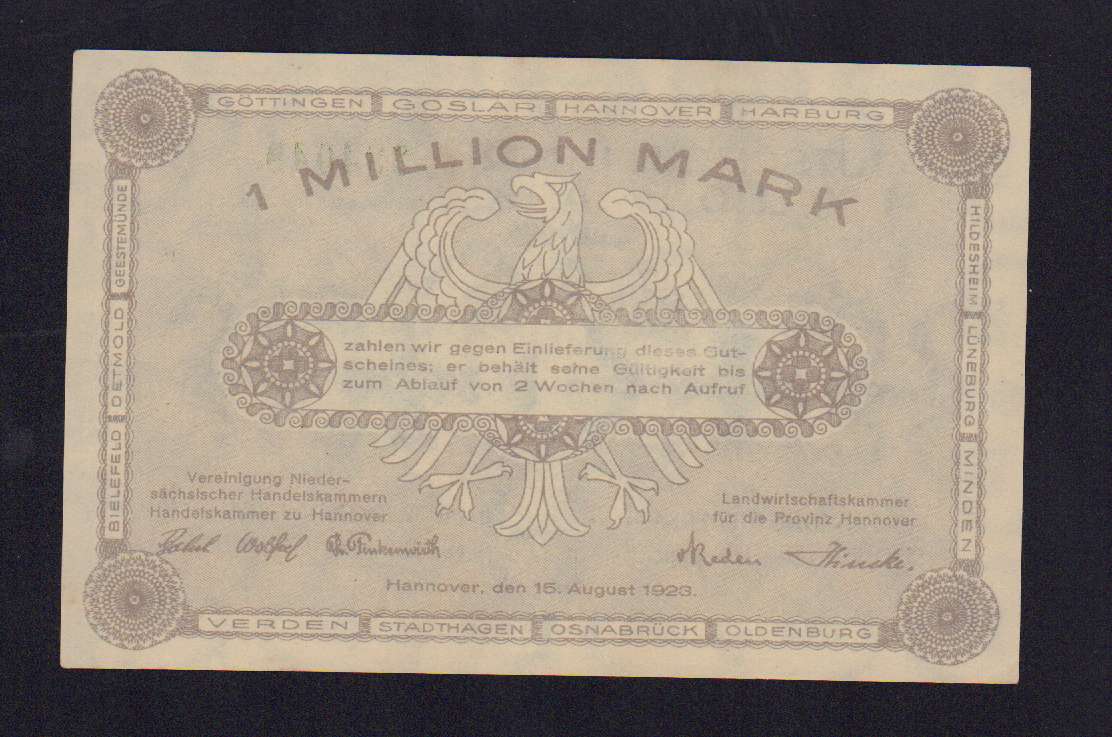 GÖTTINGEN GOSLAR HANNOVER HARBURG
1 MILLION MARK
GEESTEMÜNDE
DETMOLD
BIELEFELD
HILDESHEIM
LÜNEBURG
MINDEN
zahlen wir gegen Einlieferung dieses Gut-
scheines; er behält seine Gültigkeit bis
zum Ablauf von 2 Wochen nach Aufruf
Vereinigung Nieder-
sächsischer Handelskammern
Handelskammer zu Hannover
Landwirtschaftskammer
für die Provinz Hannover
Hannover, den 15. August 1923.
VERDEN STADTHAGEN OSNABRÜCK OLDENBURG